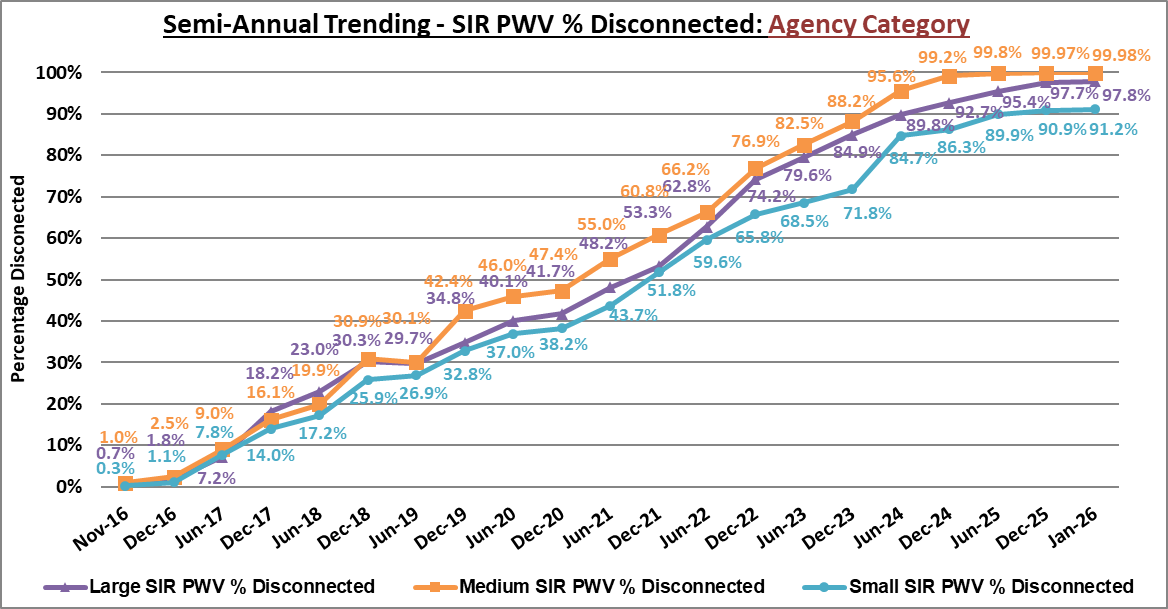 Semi-Annual Trending - SIR PWV % Disconnected: Agency Category
Percentage Disconected
100%
90%
80%
70%
60%
50%
40%
30%
20%
10%
0%
1.0%
0.7%
0.3%
2.5%
1.8%
1.1%
9.0%
7.8%
7.2%
18.2%
16.1%
14.0%
23.0%
19.9%
17.2%
30.9%
30.3%
25.9%
30.1%
29.7%
26.9%
42.4%
34.8%
32.8%
46.0%
40.1%
37.0%
47.4%
41.7%
38.2%
55.0%
48.2%
43.7%
60.8%
53.3%
51.8%
66.2%
62.8%
59.6%
76.9%
74.2%
65.8%
82.5%
79.6%
68.5%
88.2%
84.9%
71.8%
95.6%
89.8%
84.7%
99.2%
92.7%
86.3%
99.8%
95.4%
89.9%
99.97%
97.7%
90.9%
99.98%
97.8%
91.2%
Nov-16
Dec-16
Jun-17
Dec-17
Jun-18
Dec-18
Jun-19
Dec-19
Jun-20
Dec-20
Jun-21
Dec-21
Jun-22
Dec-22
Jun-23
Dec-23
Jun-24
Dec-24
Jun-25
Dec-25
Jan-26
Large SIR PWV % Disconnected
Medium SIR PWV % Disconnected
Small SIR PWV % Disconnected